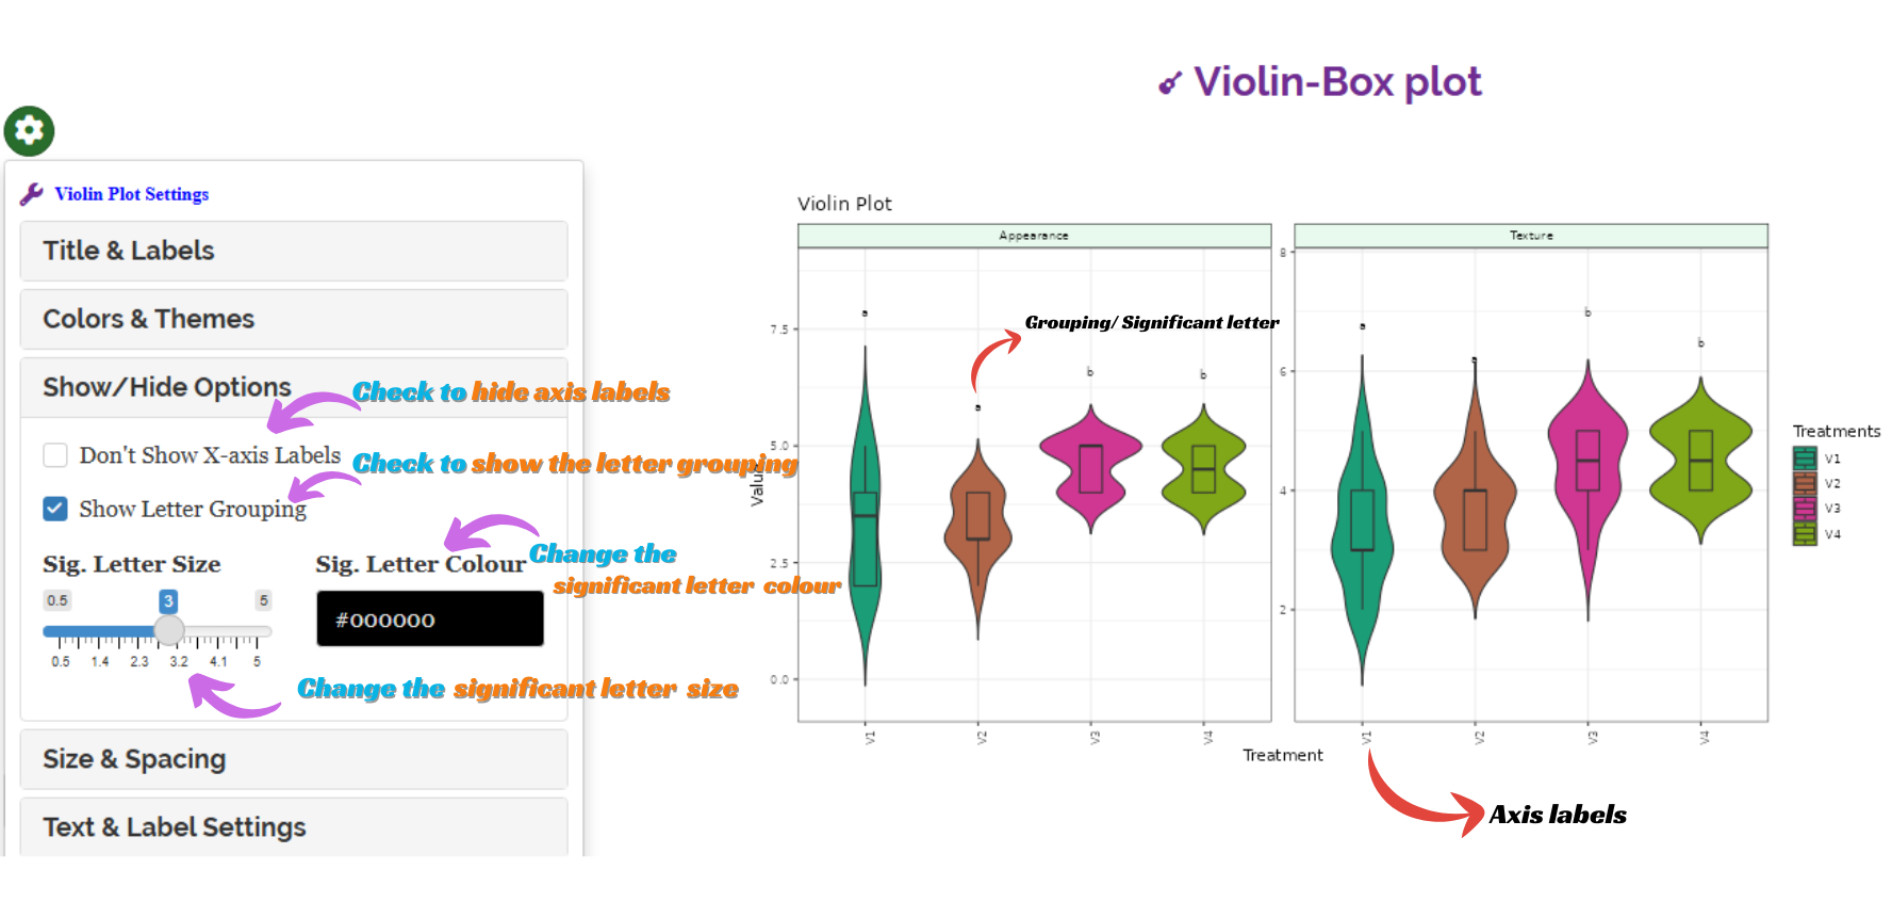 Violin-Box plot
Violin Plot Settings
Title & Labels
Colors & Themes
Show/Hide Options
Check to hide axis labels
Don't Show X-axis Labels
Check to show the letter grouping
Show Letter Grouping
Change the
significant letter colour
Sig. Letter Size
Sig. Letter Colour
0.5 3 5
#000000
0.5 1.4 2.3 3.2 4.1 5
Change the significant letter size
Size & Spacing
Text & Label Settings
Violin Plot
Appearance
Texture
Grouping/ Significant letter
a
a
b
b
a
a
b
b
7.5
5.0
2.5
0.0
Value
8
6
4
2
V1 V2 V3 V4
V1 V2 V3 V4
Treatment
Axis labels
Treatments
V1
V2
V3
V4